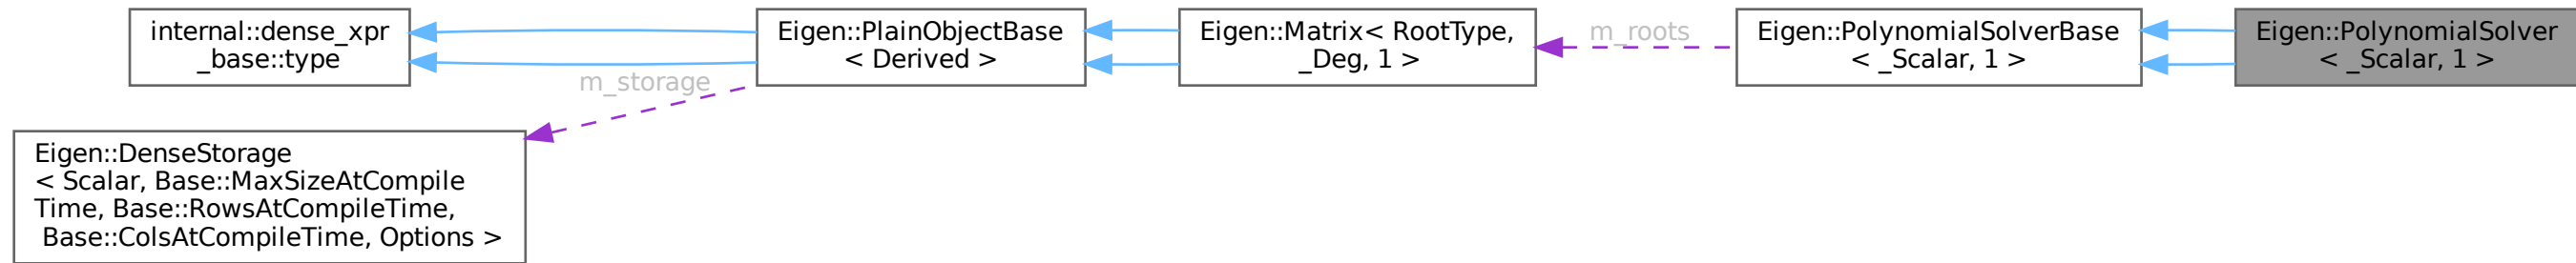 internal::dense_xpr
_base::type
Eigen::PlainObjectBase
< Derived >
Eigen::Matrix< RootType,
_Deg, 1 >
m_roots
Eigen::PolynomialSolverBase
< _Scalar, 1 >
Eigen::PolynomialSolver
< _Scalar, 1 >
m_storage
Eigen::DenseStorage
< Scalar, Base::MaxSizeAtCompile
Time, Base::RowsAtCompileTime,
Base::ColsAtCompileTime, Options >